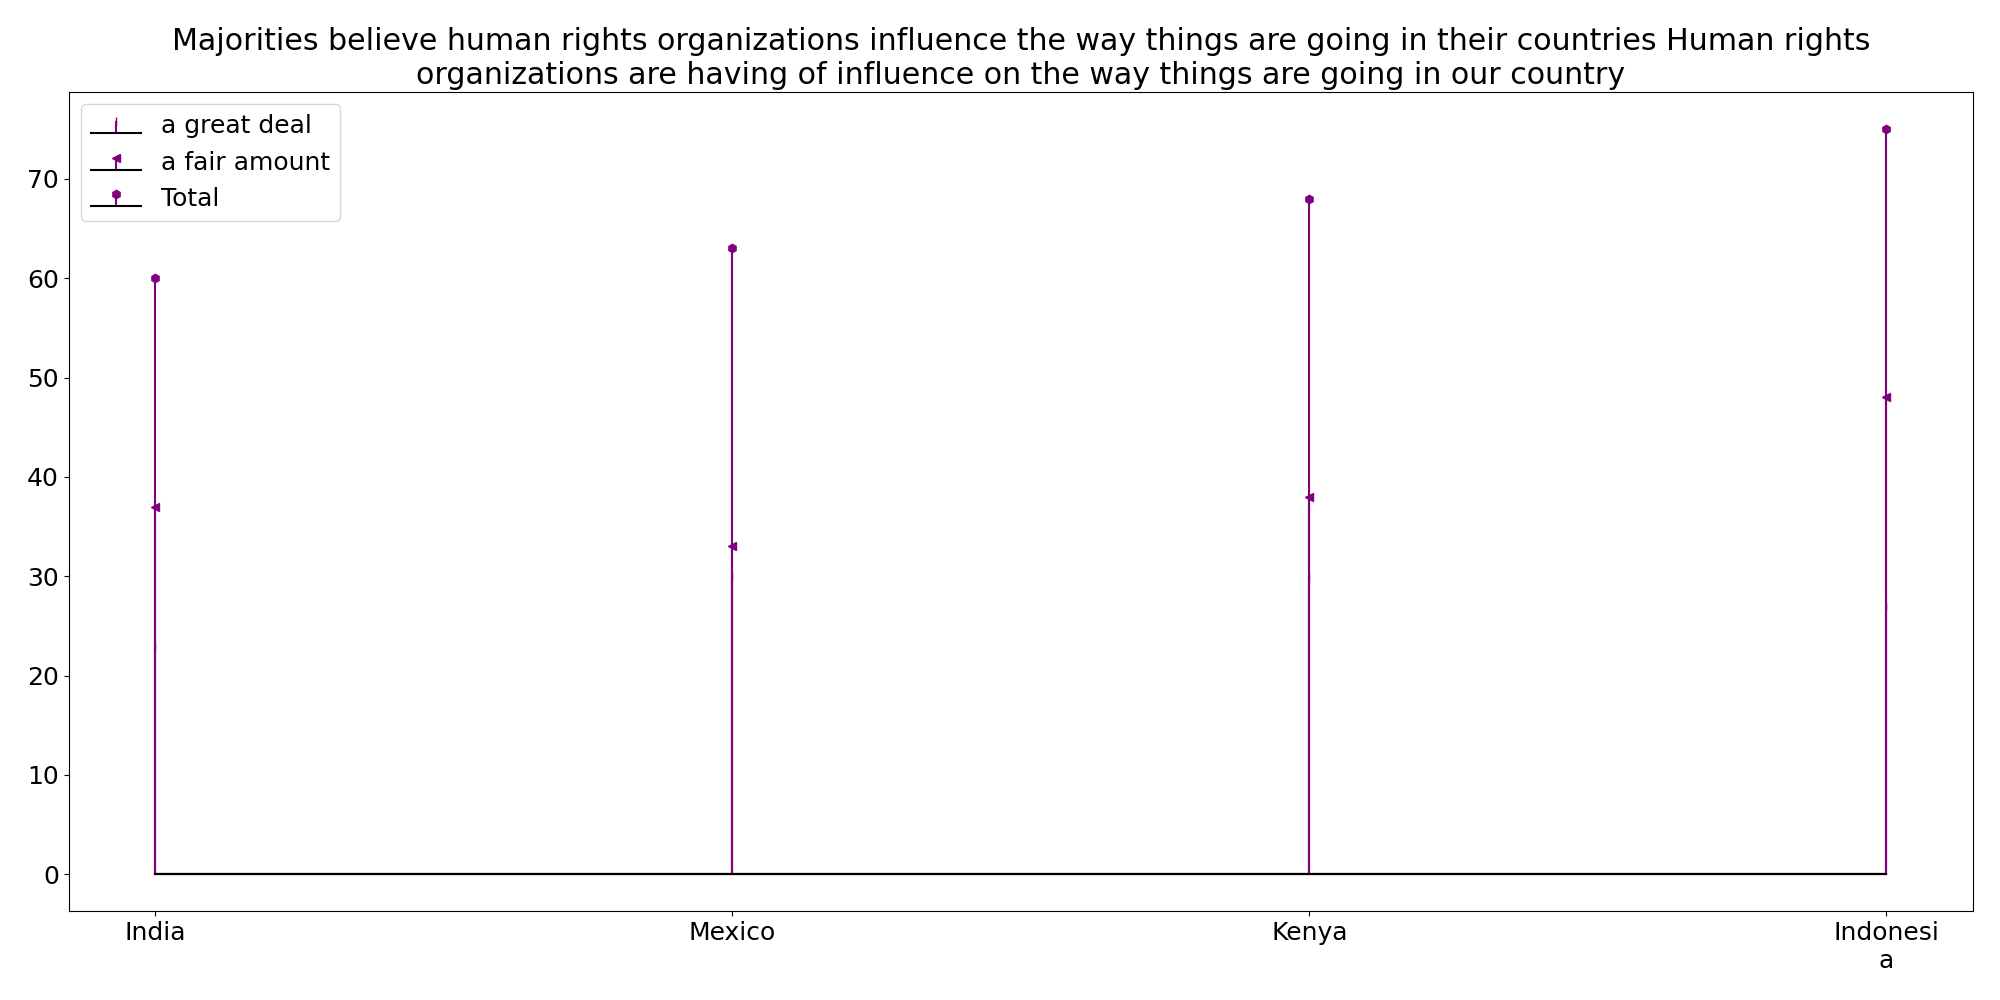 Majorities believe human rights organizations influence the way things are going in their countries Human rights
organizations are having of influence on the way things are going in our country
a great deal
a fair amount
Total
70
60
50
40
30
20
10
0
India
Mexico
Kenya
Indonesi
a